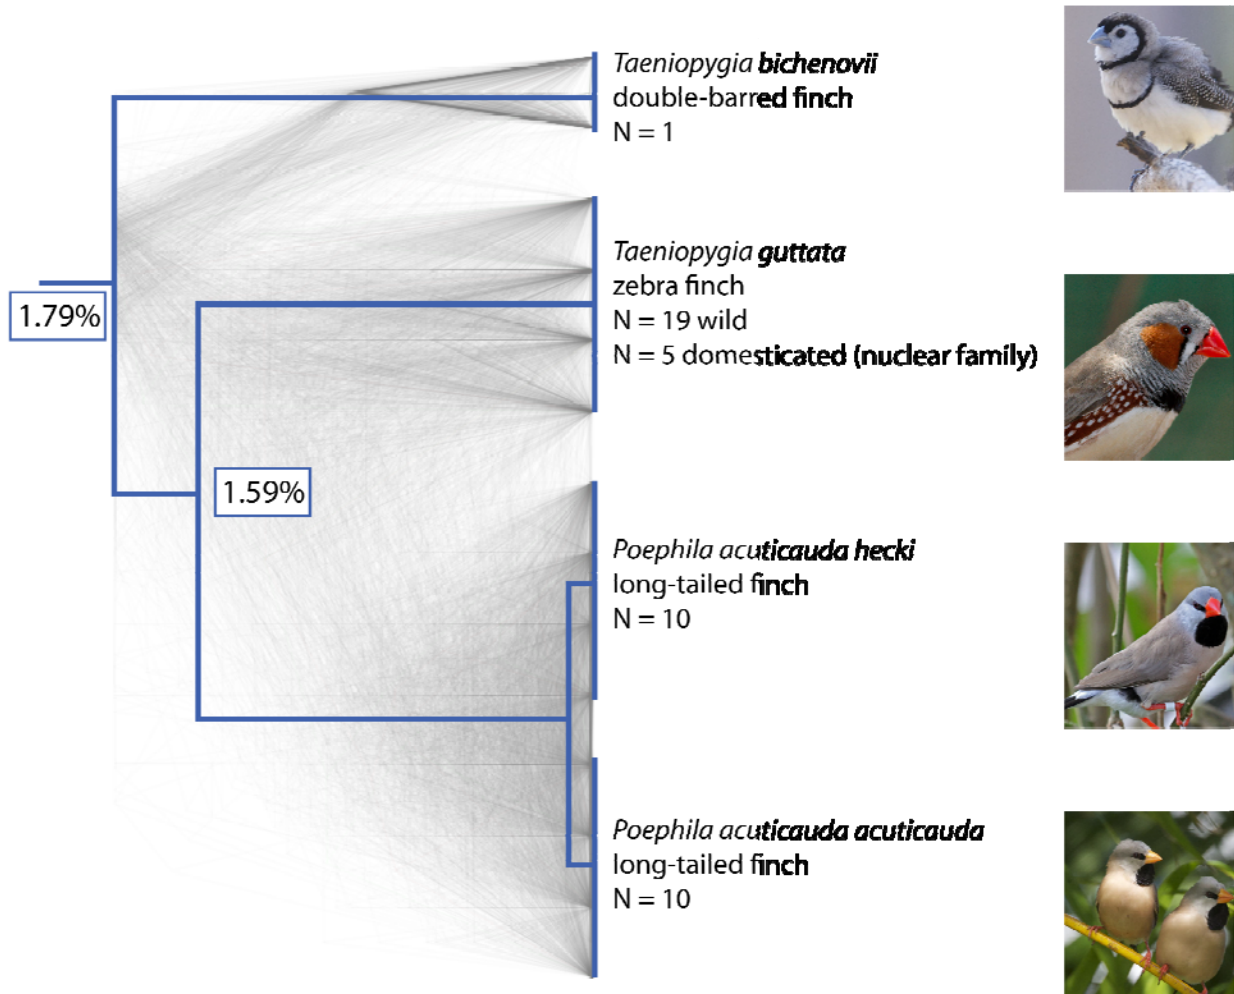 Taeniopygia bichenovii
double-barred finch
N = 1
1.79%
Taeniopygia guttata
zebra finch
N = 19 wild
N = 5 domesticated (nuclear family)
1.59%
Poephila acuticauda hecki
long-tailed finch
N = 10
Poephila acuticauda acuticauda
long-tailed finch
N = 10